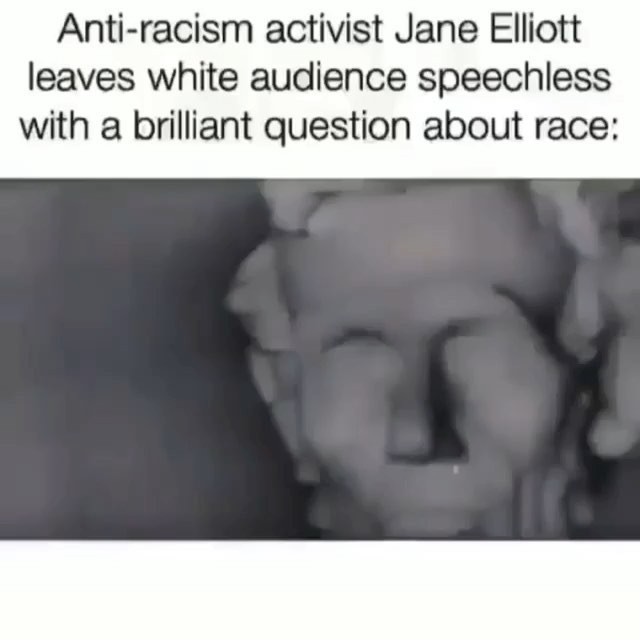 Anti-racism activist Jane Elliott
leaves white audience speechless
with a brilliant question about race: